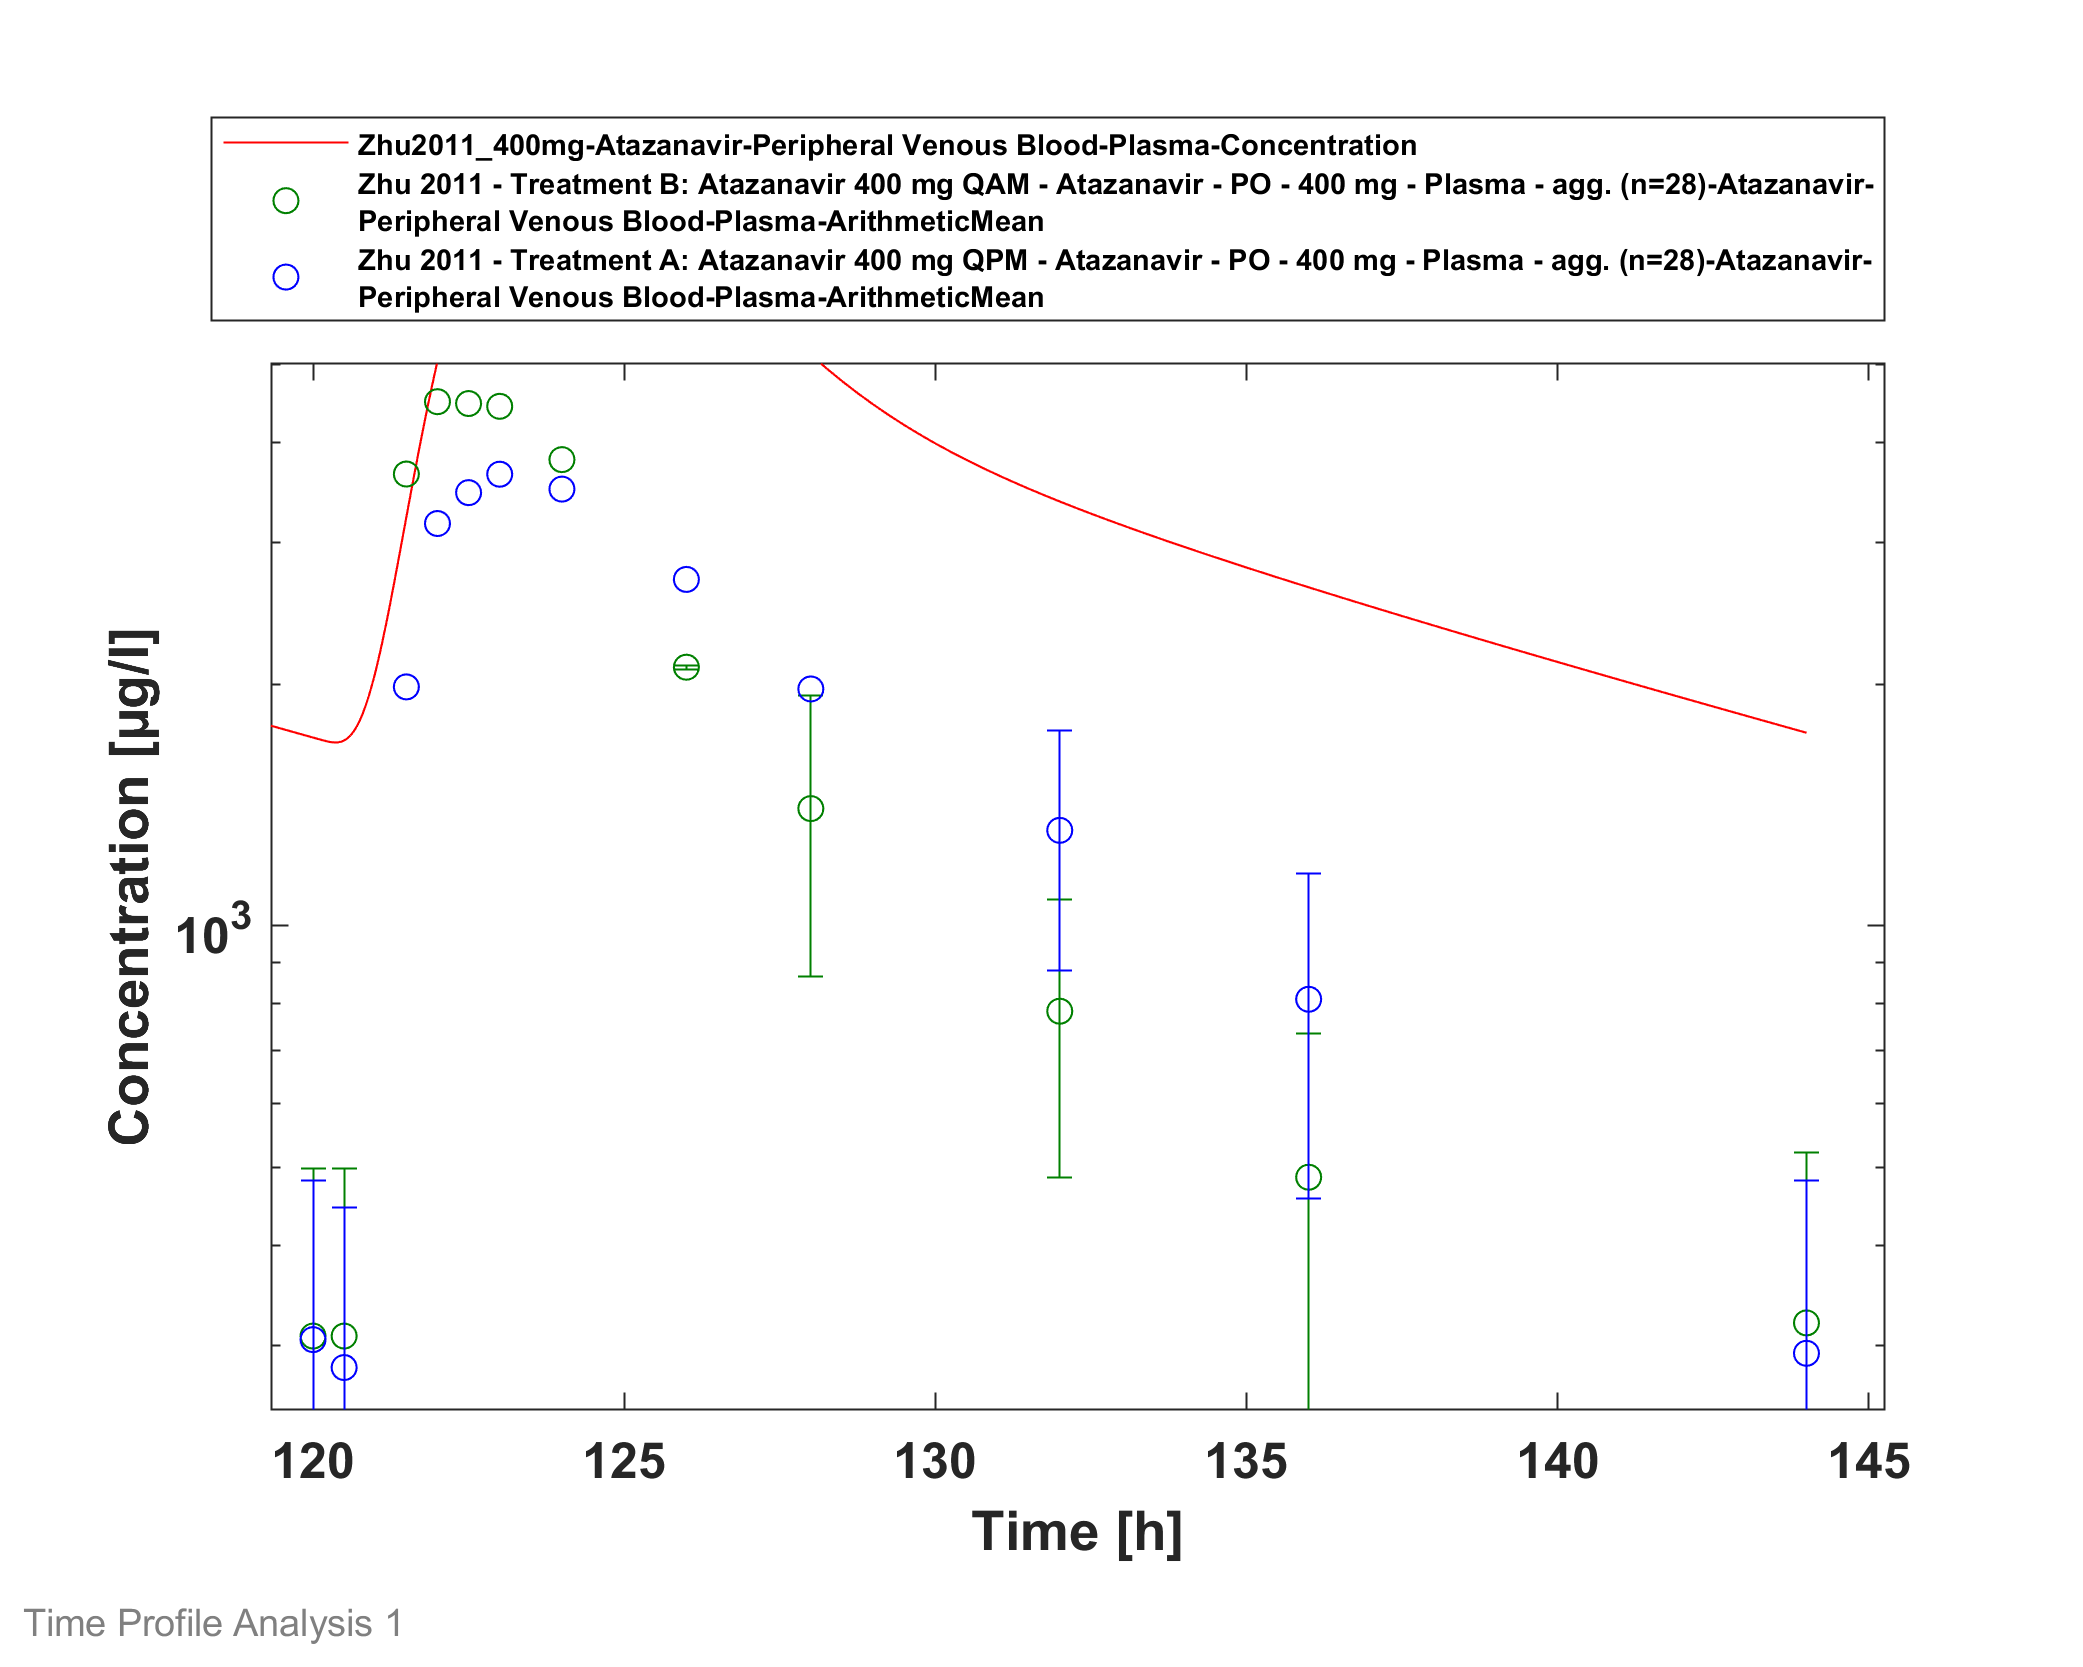 Zhu2011_400mg-Atazanavir-Peripheral Venous Blood-Plasma-Concentration
Zhu 2011 - Treatment B: Atazanavir 400 mg QAM - Atazanavir - PO - 400 mg - Plasma - agg. (n=28)-Atazanavir-
Peripheral Venous Blood-Plasma-ArithmeticMean
Zhu 2011 - Treatment A: Atazanavir 400 mg QPM - Atazanavir - PO - 400 mg - Plasma - agg. (n=28)-Atazanavir-
Peripheral Venous Blood-Plasma-ArithmeticMean
Concentration [µg/l]
10^3
120 125 130 135 140 145
Time [h]
Time Profile Analysis 1